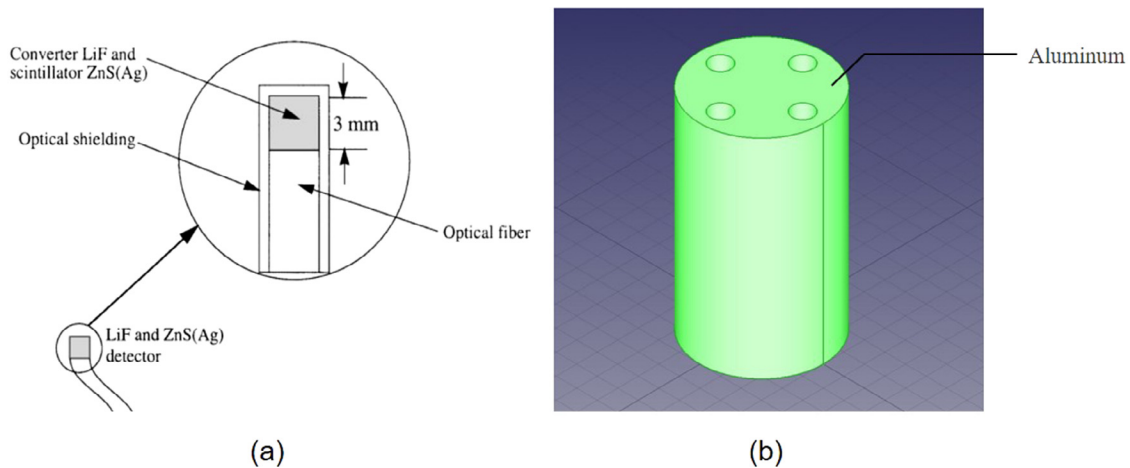 Converter LiF and
scintillator ZnS(Ag)
3 mm
Optical shielding
Optical fiber
LiF and ZnS(Ag)
detector
Aluminum
(a)
(b)